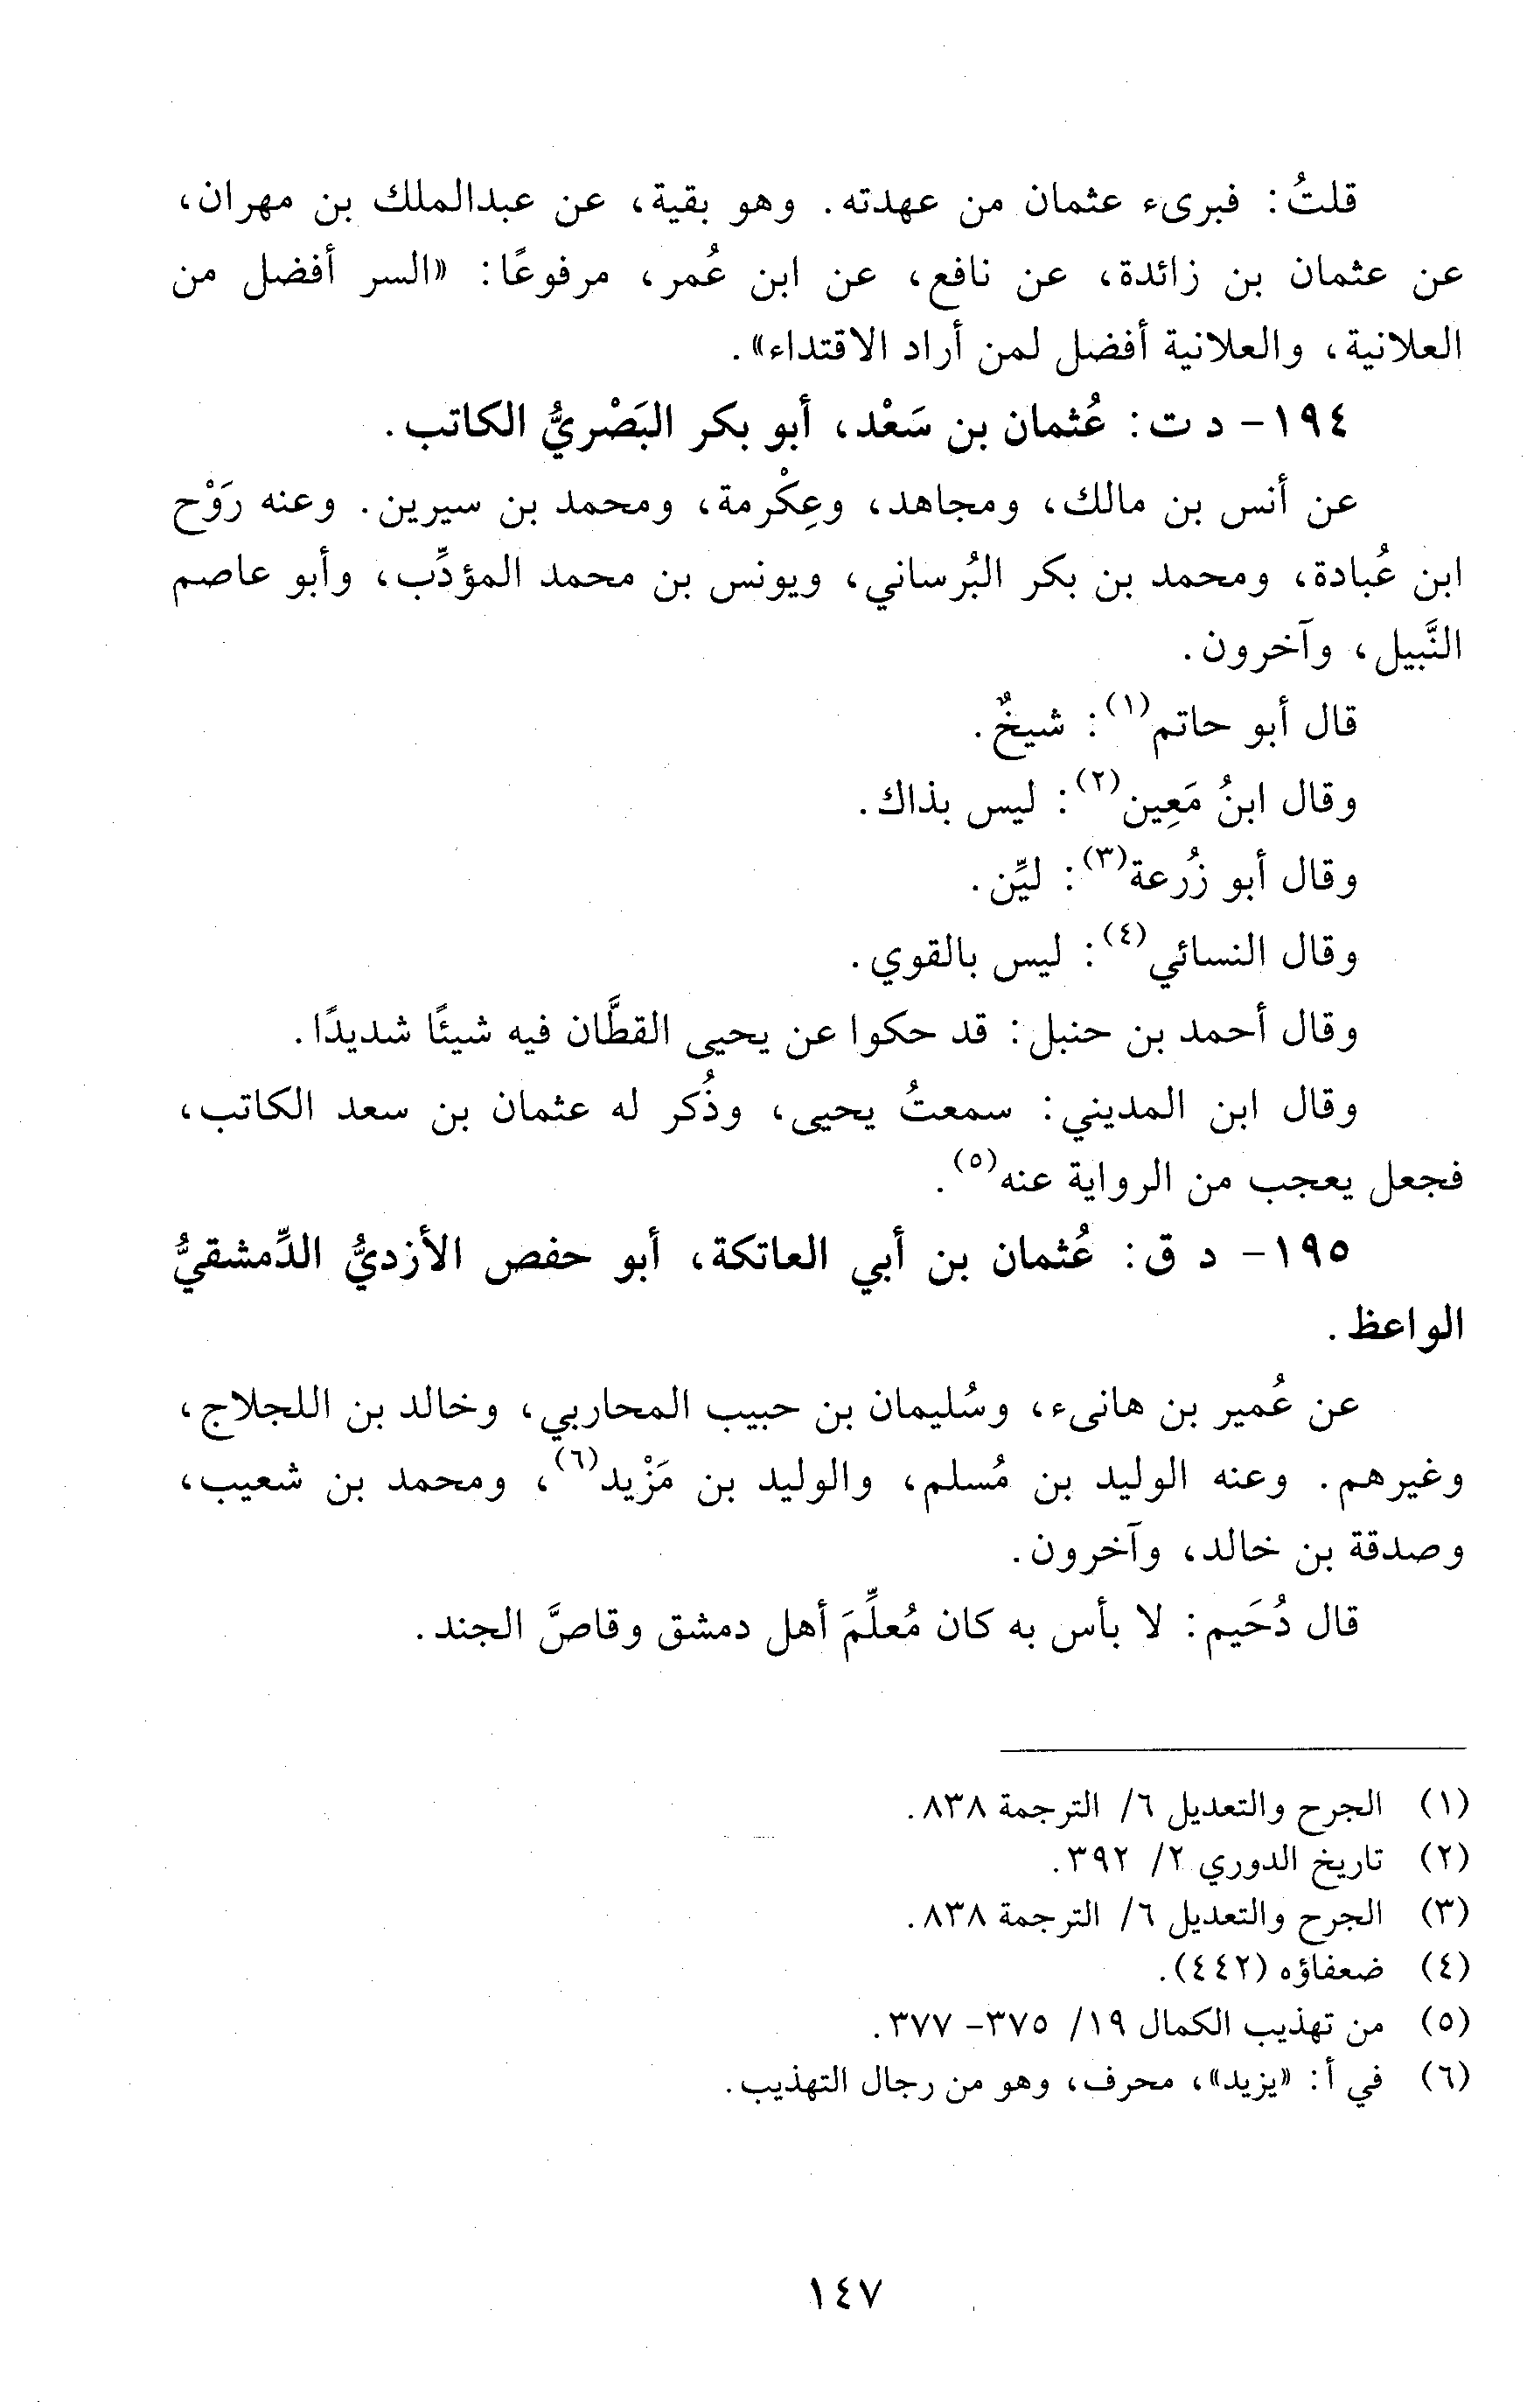 قلتُ: فبرىء عثمان من عهدته. وهو بقية، عن عبدالملك بن مهران،
عن عثمان بن زائدة، عن نافع، عن ابن عُمر، مرفوعًا: «السر أفضل من
العلانية، والعلانية أفضل لمن أراد الاقتداء».
١٩٤- د ت: عُثمان بن سَعْد، أبو بكر البَصْريُّ الكاتب.
عن أنس بن مالك، ومجاهد، وعِكْرمة، ومحمد بن سيرين. وعنه رَوْح
ابن عُبادة، ومحمد بن بكر البُرساني، ويونس بن محمد المؤدِّب، وأبو عاصم
النَّبيل، وآخرون.
قال أبو حاتم(١): شيخٌ.
وقال ابنُ مَعِين(٢): ليس بذاك.
وقال أبو زُرعة(٣): ليِّن.
وقال النسائي(٤): ليس بالقوي.
وقال أحمد بن حنبل: قد حكوا عن يحيى القطَّان فيه شيئًا شديدًا.
وقال ابن المديني: سمعتُ يحيى، وذُكر له عثمان بن سعد الكاتب،
فجعل يعجب من الرواية عنه(٥).
١٩٥- د ق: عُثمان بن أبي العاتكة، أبو حفص الأزديُّ الدِّمشقيُّ
الواعظ.
عن عُمير بن هانىء، وسُليمان بن حبيب المحاربي، وخالد بن اللجلاج،
وغيرهم. وعنه الوليد بن مُسلم، والوليد بن مَزْيد(٦)، ومحمد بن شعيب،
وصدقة بن خالد، وآخرون.
قال دُحَيم: لا بأس به كان مُعلِّمَ أهل دمشق وقاصَّ الجند.
(١) الجرح والتعديل ٦/ الترجمة ٨٣٨.
(٢) تاريخ الدوري ٢/ ٣٩٢.
(٣) الجرح والتعديل ٦/ الترجمة ٨٣٨.
(٤) ضعفاؤه (٤٤٢).
(٥) من تهذيب الكمال ١٩/ ٣٧٥- ٣٧٧.
(٦) في أ: «يزيد»، محرف، وهو من رجال التهذيب.
١٤٧